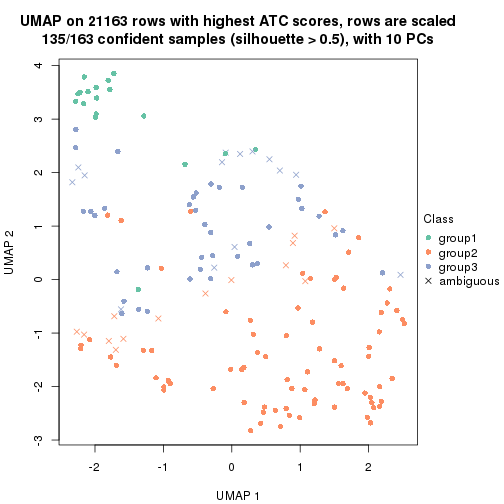 UMAP on 21163 rows with highest ATC scores, rows are scaled
135/163 confident samples (silhouette > 0.5), with 10 PCs
4
3
2
1
0
-1
-2
-3
UMAP 2
-2
-1
0
1
2
UMAP 1
Class
group1
group2
group3
ambiguous